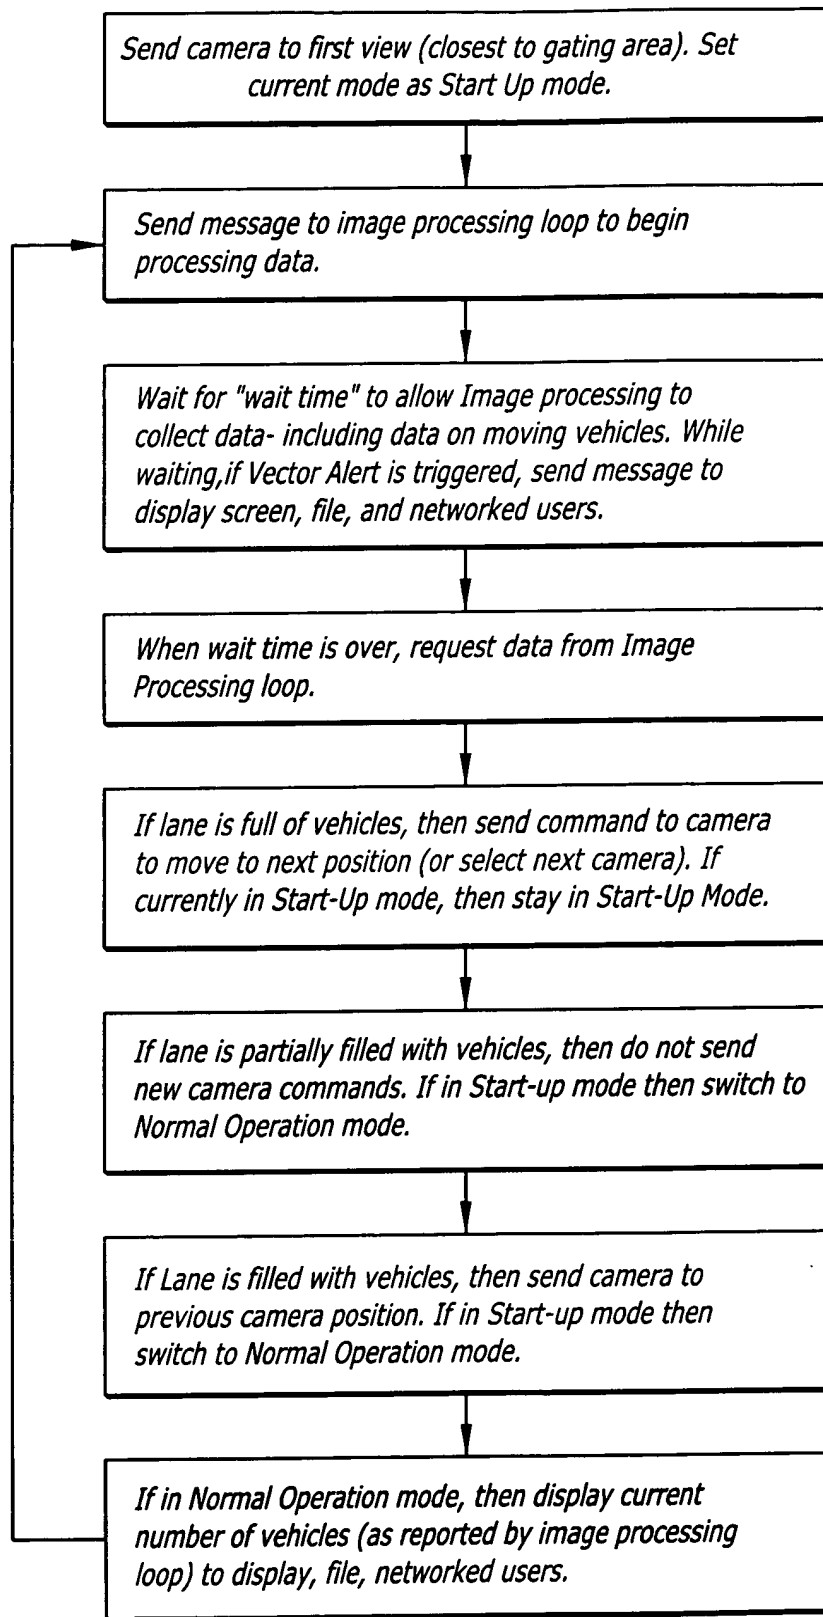 Send camera to first view (closest to gating area). Set
current mode as Start Up mode.
Send message to image processing loop to begin
processing data.
Wait for "wait time" to allow Image processing to
collect data- including data on moving vehicles. While
waiting,if Vector Alert is triggered, send message to
display screen, file, and networked users.
When wait time is over, request data from Image
Processing loop.
If lane is full of vehicles, then send command to camera
to move to next position (or select next camera). If
currently in Start-Up mode, then stay in Start-Up Mode.
If lane is partially filled with vehicles, then do not send
new camera commands. If in Start-up mode then switch to
Normal Operation mode.
If Lane is filled with vehicles, then send camera to
previous camera position. If in Start-up mode then
switch to Normal Operation mode.
If in Normal Operation mode, then display current
number of vehicles (as reported by image processing
loop) to display, file, networked users.